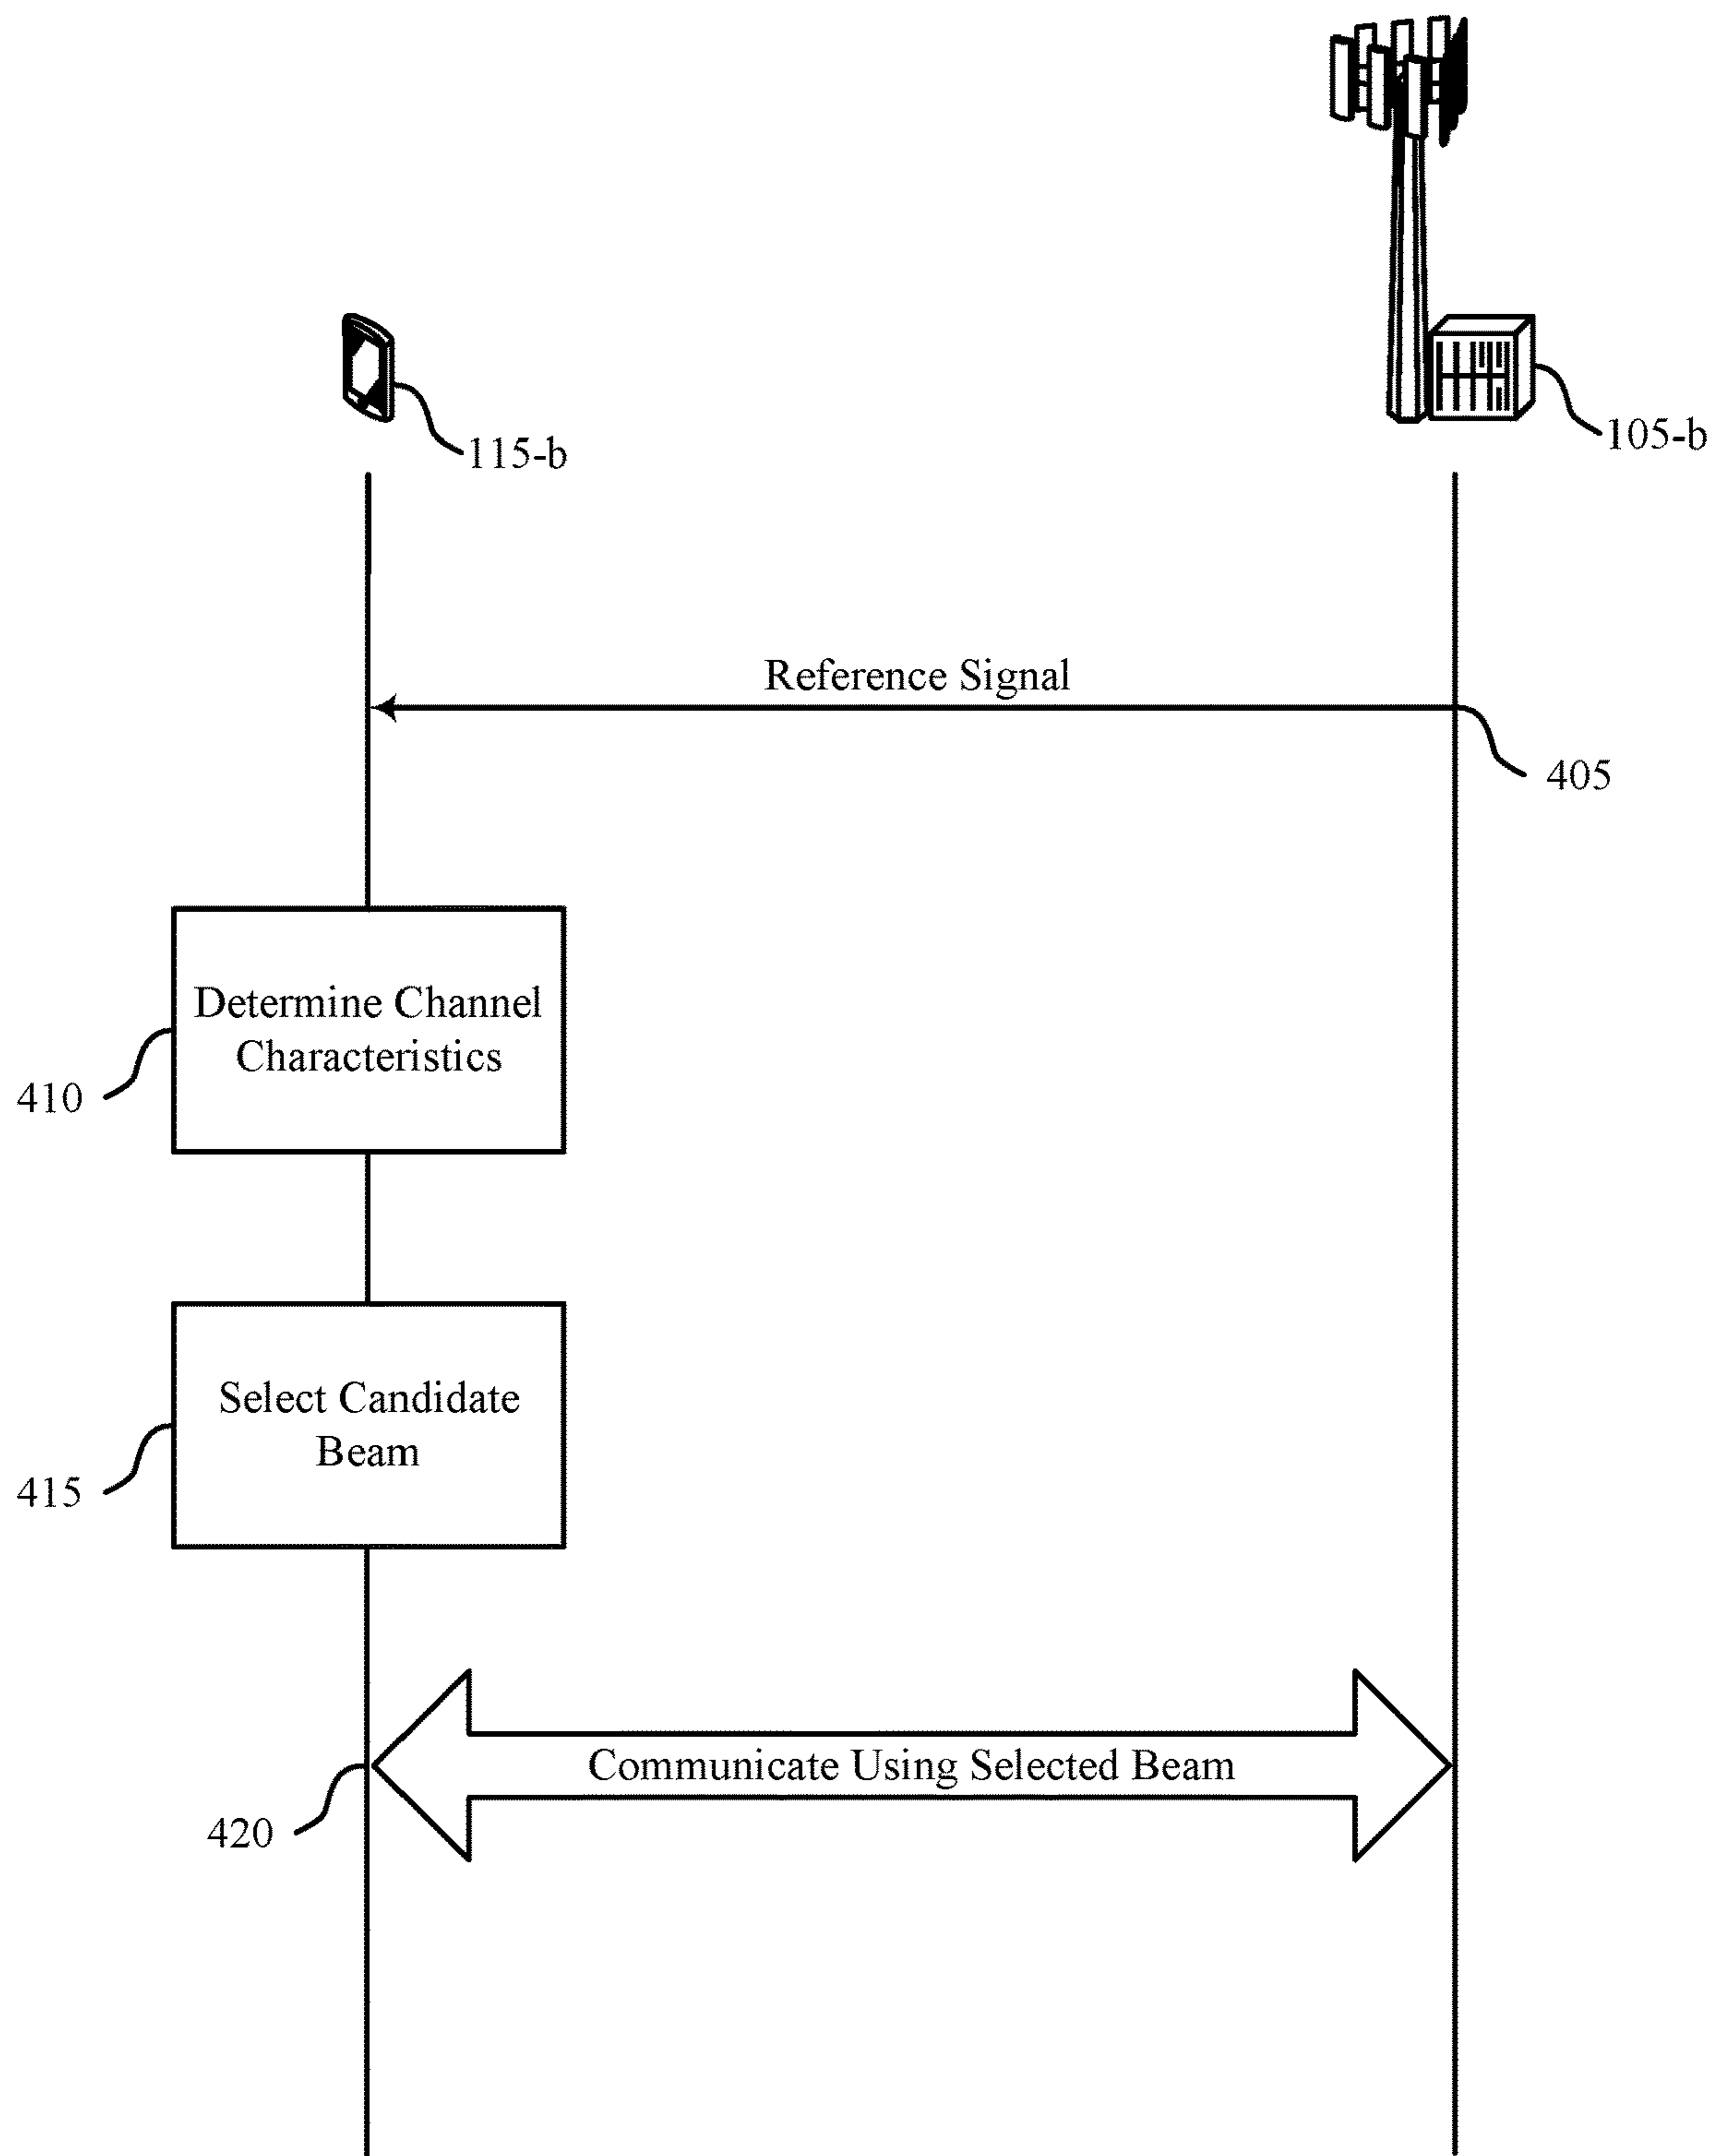 115-b
105-b
Reference Signal
405
Determine Channel
Characteristics
410
Select Candidate
Beam
415
Communicate Using Selected Beam
420